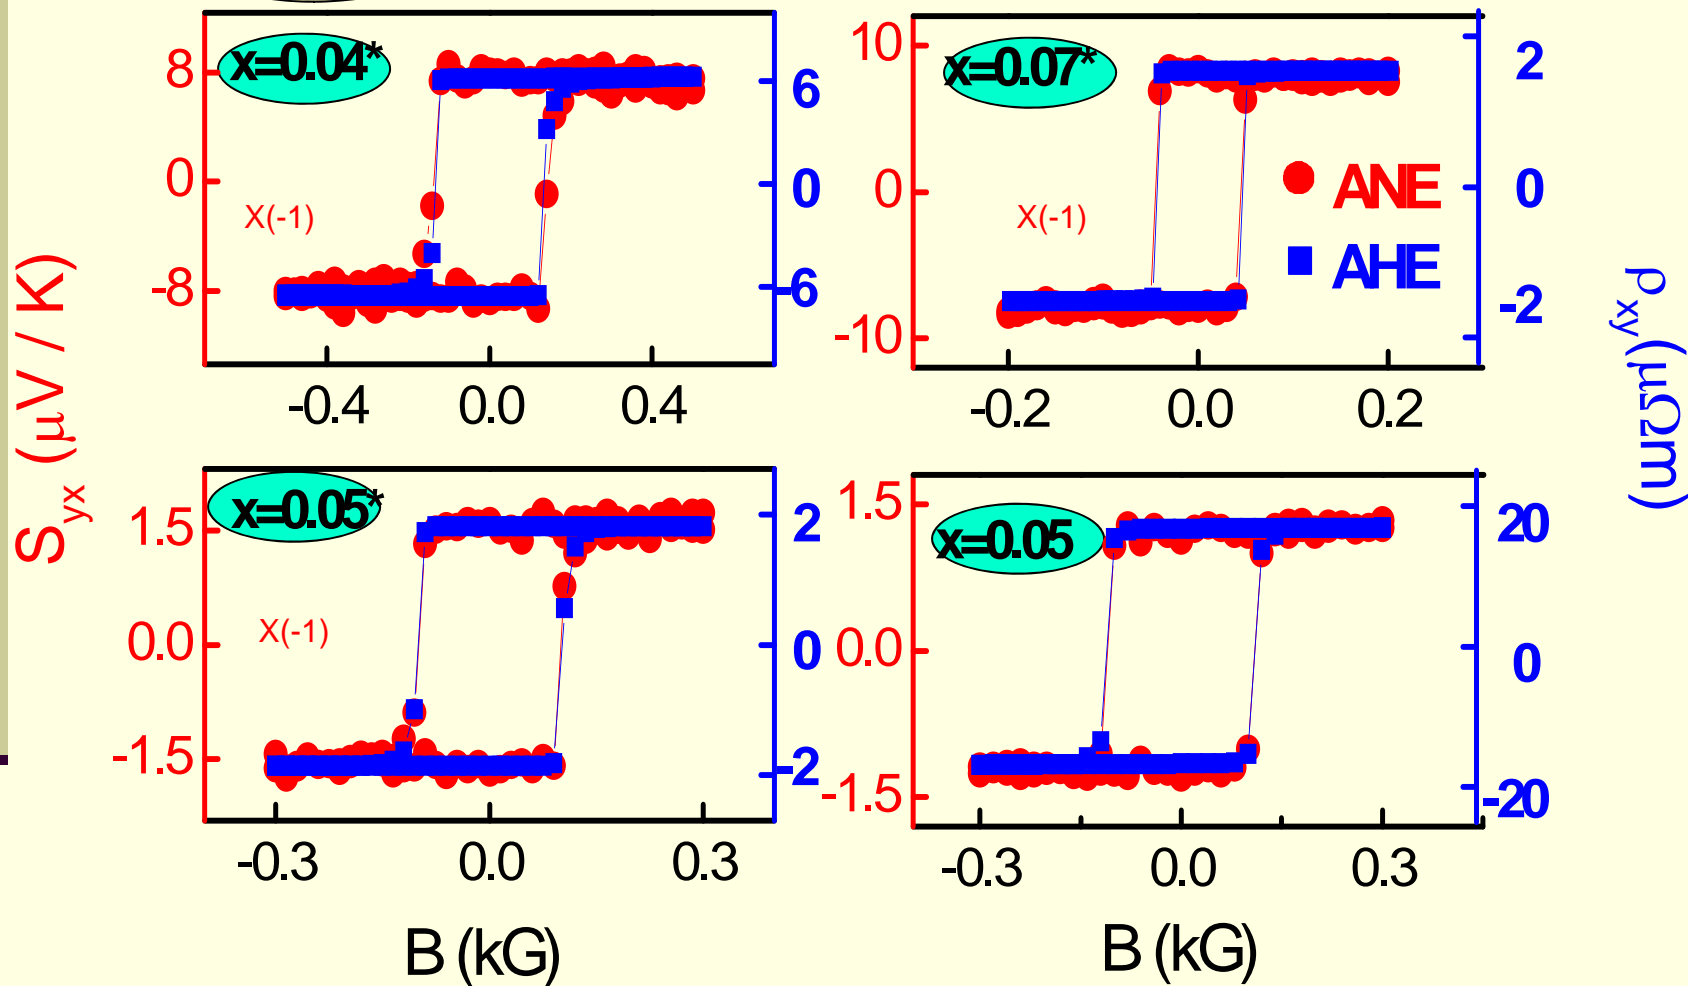 x=0.04*
8
0
-8
X(-1)
6
0
-6
-0.4 0.0 0.4
x=0.07*
10
0
-10
X(-1)
ANE
AHE
2
0
-2
-0.2 0.0 0.2
S_yx (μV / K)
ρ_xy(μΩm)
x=0.05*
1.5
0.0
-1.5
X(-1)
2
0
-2
-0.3 0.0 0.3
B (kG)
x=0.05
1.5
0.0
-1.5
20
0
-20
-0.3 0.0 0.3
B (kG)